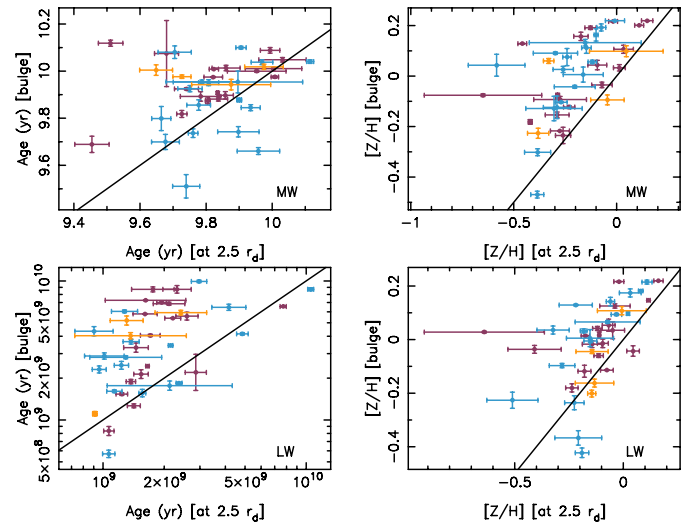 10.2
10
9.8
9.6
Age (yr) [bulge]
MW
9.4 9.6 9.8 10
Age (yr) [at 2.5 r_d]
0.2
0
−0.2
−0.4
[Z/H] [bulge]
MW
−1 −0.5 0
[Z/H] [at 2.5 r_d]
10^10
5×10^9
2×10^9
10^9
5×10^8
Age (yr) [bulge]
LW
10^9 2×10^9 5×10^9 10^10
Age (yr) [at 2.5 r_d]
0.2
0
−0.2
−0.4
[Z/H] [bulge]
LW
−0.5 0
[Z/H] [at 2.5 r_d]